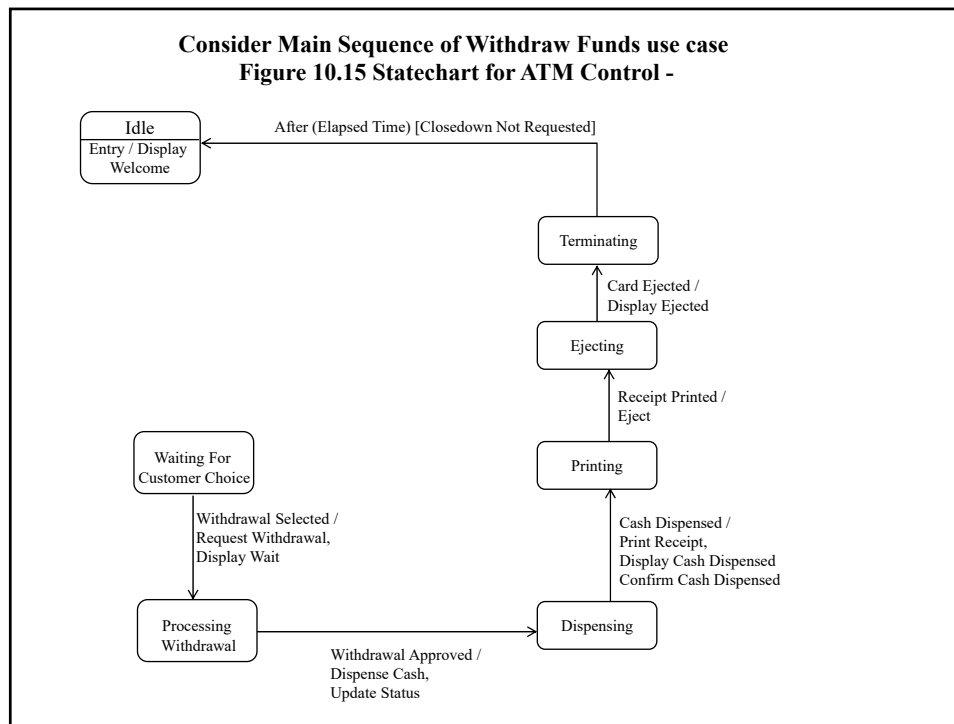 Consider Main Sequence of Withdraw Funds use case
Figure 10.15 Statechart for ATM Control -
Idle
Entry / Display
Welcome
After (Elapsed Time) [Closedown Not Requested]
Terminating
Card Ejected /
Display Ejected
Ejecting
Receipt Printed /
Eject
Waiting For
Customer Choice
Printing
Withdrawal Selected /
Request Withdrawal,
Display Wait
Cash Dispensed /
Print Receipt,
Display Cash Dispensed
Confirm Cash Dispensed
Processing
Withdrawal
Dispensing
Withdrawal Approved /
Dispense Cash,
Update Status